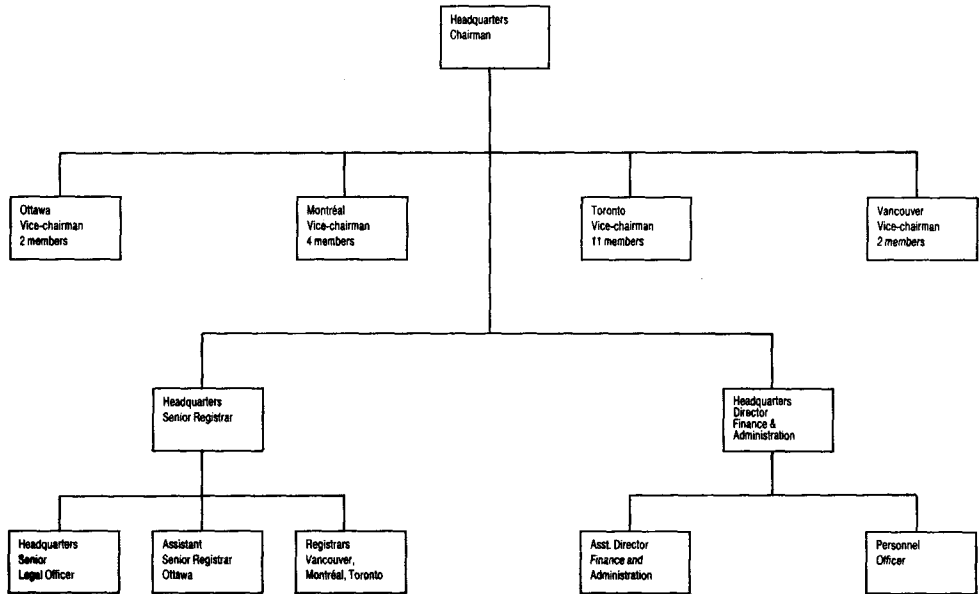 Headquarters
Chairman
Ottawa
Vice-chairman
2 members
Montréal
Vice-chairman
4 members
Toronto
Vice-chairman
11 members
Vancouver
Vice-chairman
2 members
Headquarters
Senior Registrar
Headquarters
Director
Finance &
Administration
Headquarters
Senior
Legal Officer
Assistant
Senior Registrar
Ottawa
Registrars
Vancouver,
Montréal, Toronto
Asst. Director
Finance and
Administration
Personnel
Officer